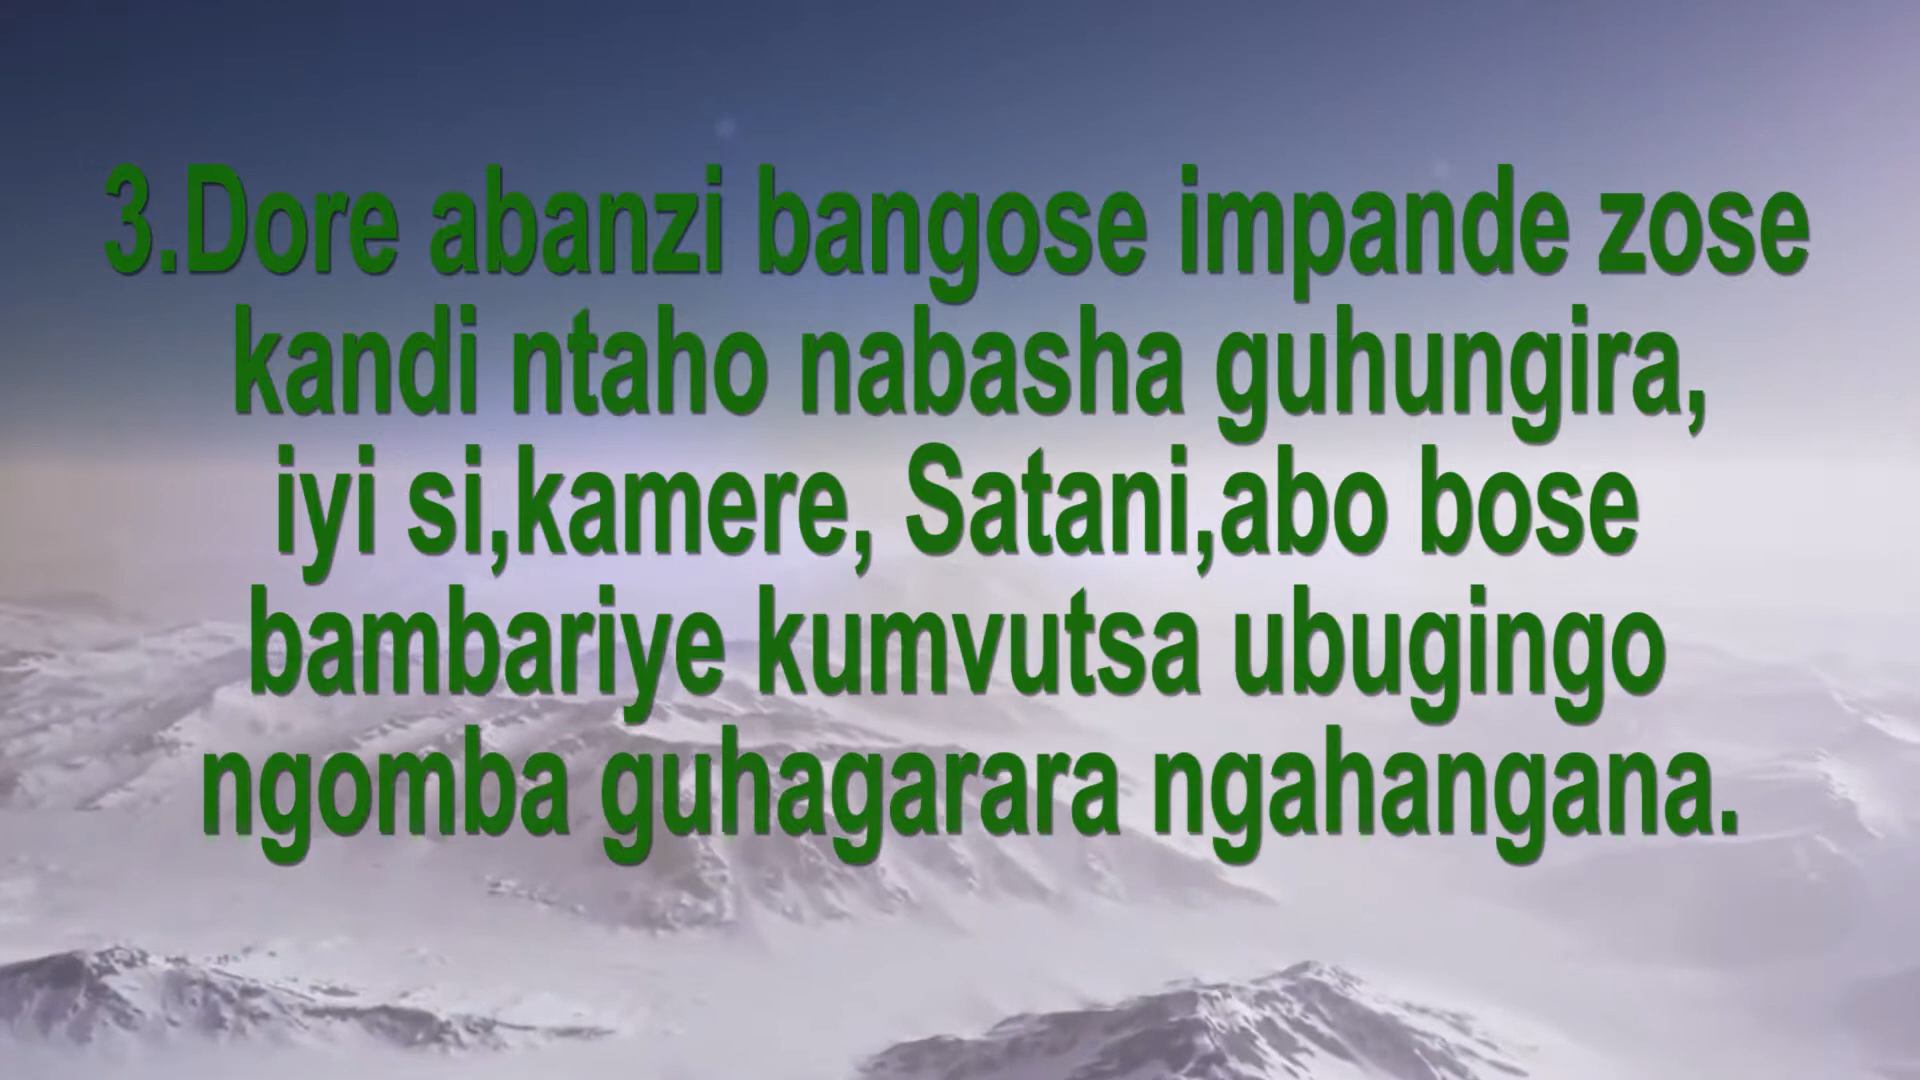 3.Dore abanzi bangose impande zose
kandi ntaho nabasha guhungira,
iyi si,kamere, Satani,abo bose
bambariye kumvutsa ubugingo
ngomba guhagarara ngahangana.